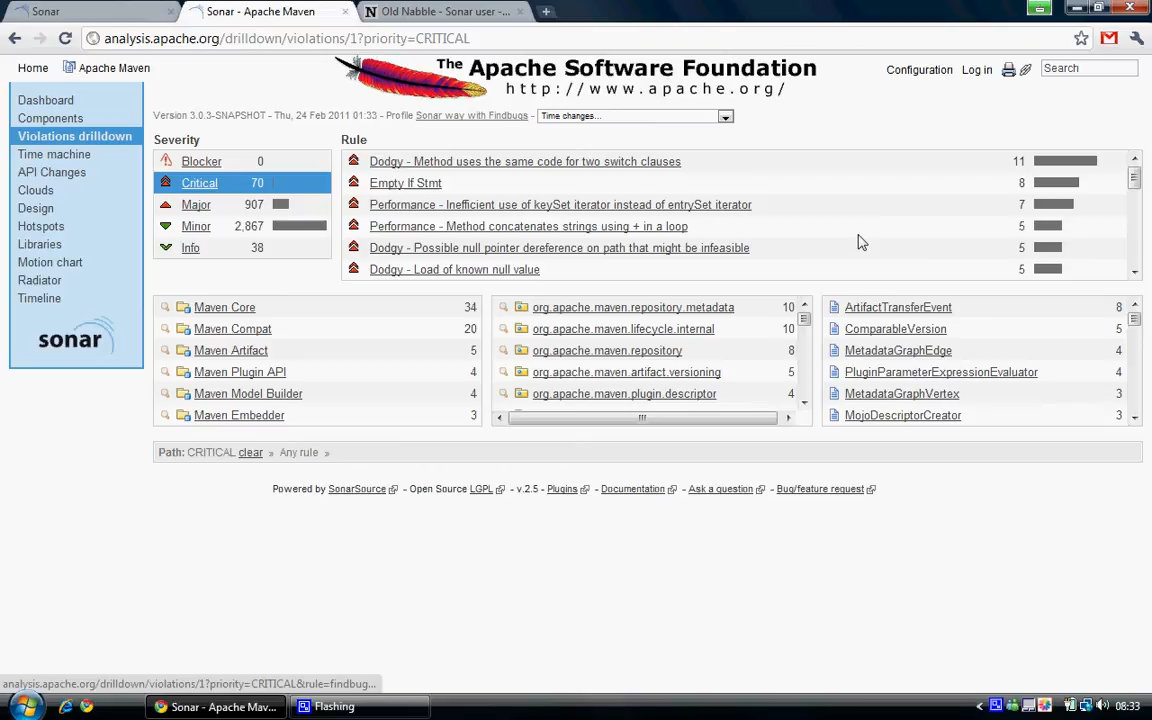 Sonar
Sonar - Apache Maven
Old Nabble - Sonar user -...
analysis.apache.org/drilldown/violations/1?priority=CRITICAL
Home Apache Maven
The Apache Software Foundation
http://www.apache.org/
Configuration Log in Search
Dashboard
Components
Violations drilldown
Time machine
API Changes
Clouds
Design
Hotspots
Libraries
Motion chart
Radiator
Timeline
sonar
Version 3.0.3-SNAPSHOT - Thu, 24 Feb 2011 01:33 - Profile Sonar way with Findbugs Time changes...
Severity
Blocker 0
Critical 70
Major 907
Minor 2,867
Info 38
Rule
Dodgy - Method uses the same code for two switch clauses 11
Empty If Stmt 8
Performance - Inefficient use of keySet iterator instead of entrySet iterator 7
Performance - Method concatenates strings using + in a loop 5
Dodgy - Possible null pointer dereference on path that might be infeasible 5
Dodgy - Load of known null value 5
Maven Core 34
Maven Compat 20
Maven Artifact 5
Maven Plugin API 4
Maven Model Builder 4
Maven Embedder 3
org.apache.maven.repository.metadata 10
org.apache.maven.lifecycle.internal 10
org.apache.maven.repository 8
org.apache.maven.artifact.versioning 5
org.apache.maven.plugin.descriptor 4
ArtifactTransferEvent 8
ComparableVersion 5
MetadataGraphEdge 4
PluginParameterExpressionEvaluator 4
MetadataGraphVertex 3
MojoDescriptorCreator 3
Path: CRITICAL clear » Any rule »
Powered by SonarSource - Open Source LGPL - v.2.5 - Plugins - Documentation - Ask a question - Bug/feature request
analysis.apache.org/drilldown/violations/1?priority=CRITICAL&rule=findbug...
Sonar - Apache Mav...
Flashing
08:33